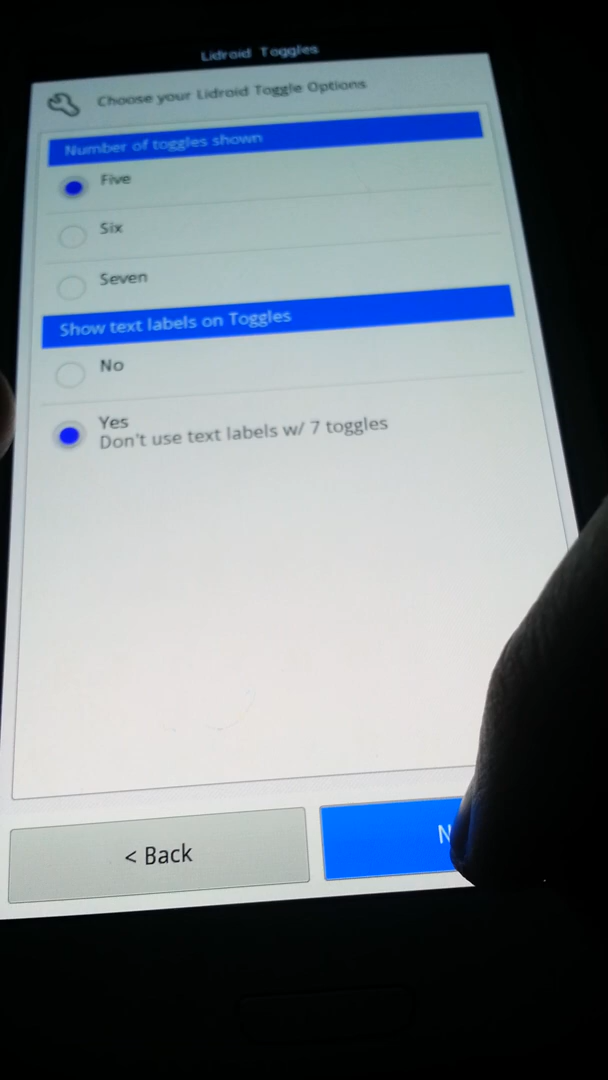 Lidroid Toggles
Choose your Lidroid Toggle Options
Number of toggles shown
Five
Six
Seven
Show text labels on Toggles
No
Yes
Don't use text labels w/ 7 toggles
< Back
N